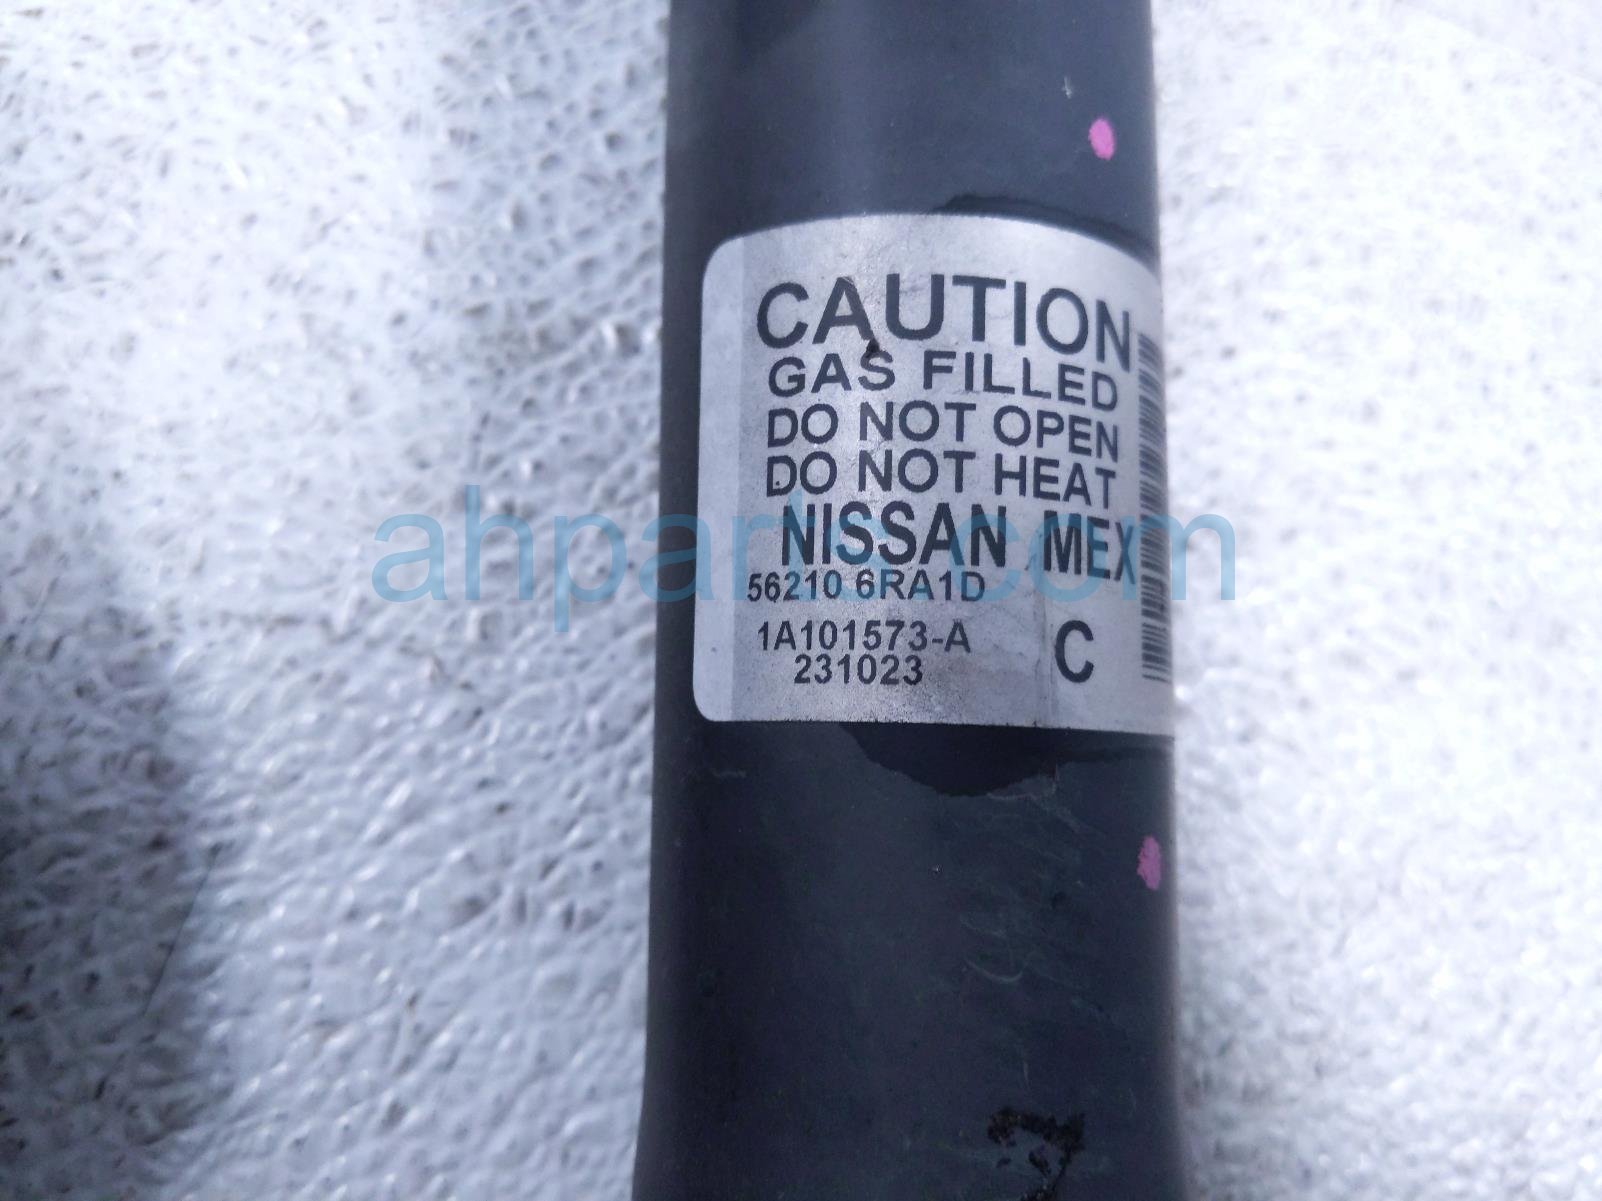 CAUTION
GAS FILLED
DO NOT OPEN
DO NOT HEAT
NISSAN MEX
56210 6RA1D
1A101573-A
231023
C
ahparts.com